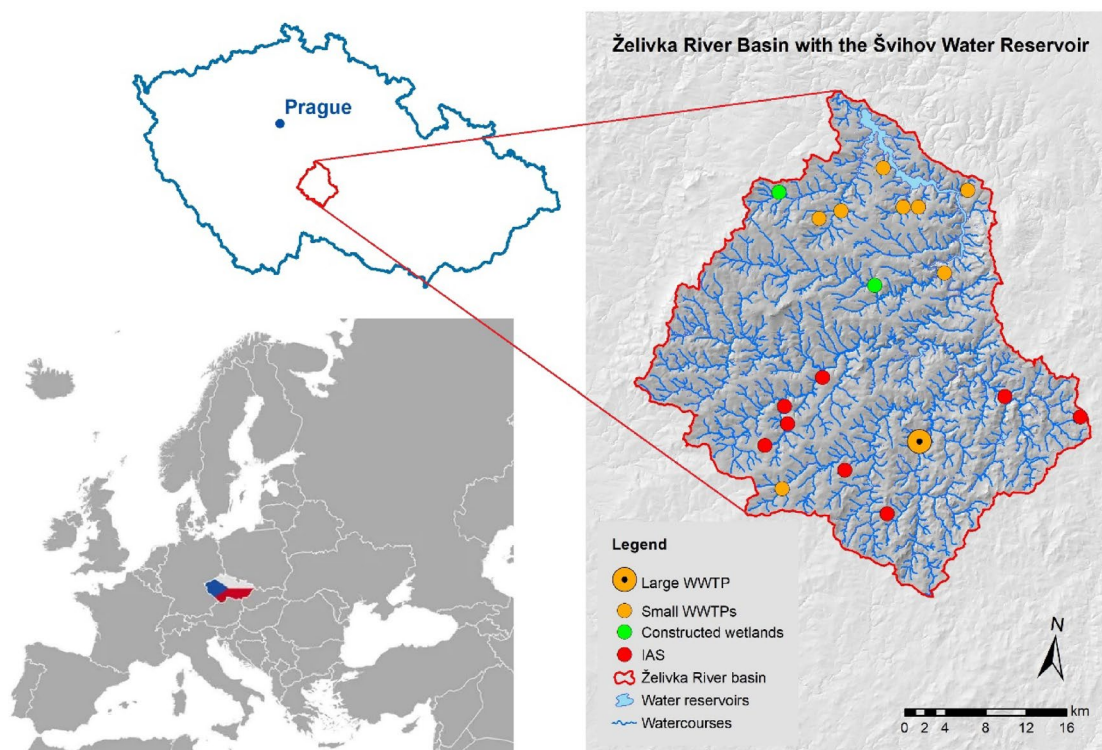 Prague
Želivka River Basin with the Švihov Water Reservoir
Legend
Large WWTP
Small WWTPs
Constructed wetlands
IAS
Želivka River basin
Water reservoirs
Watercourses
N
km
0 2 4 8 12 16